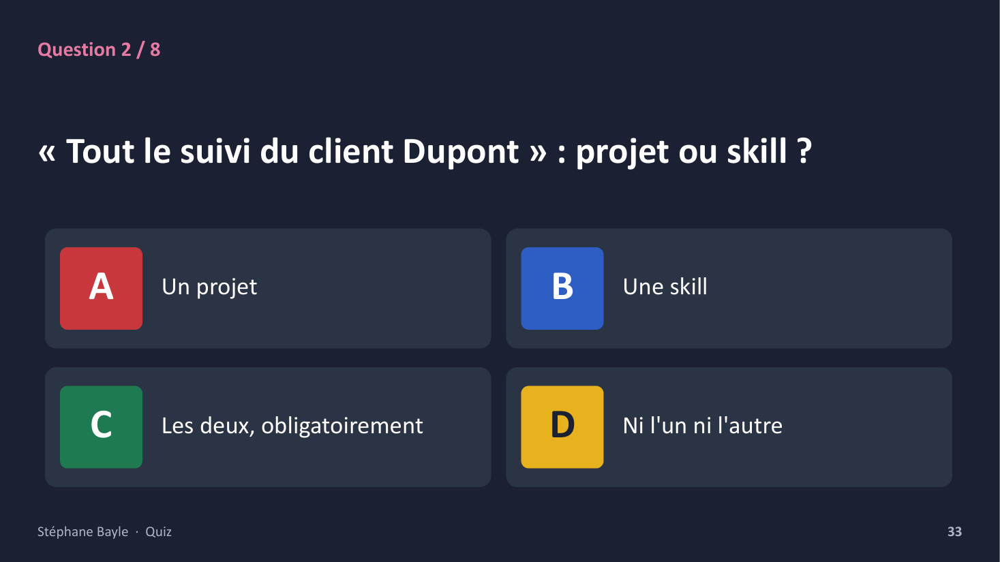 Question 2 / 8
« Tout le suivi du client Dupont » : projet ou skill ?
A
Un projet
B
Une skill
C
Les deux, obligatoirement
D
Ni l'un ni l'autre
Stéphane Bayle · Quiz
33